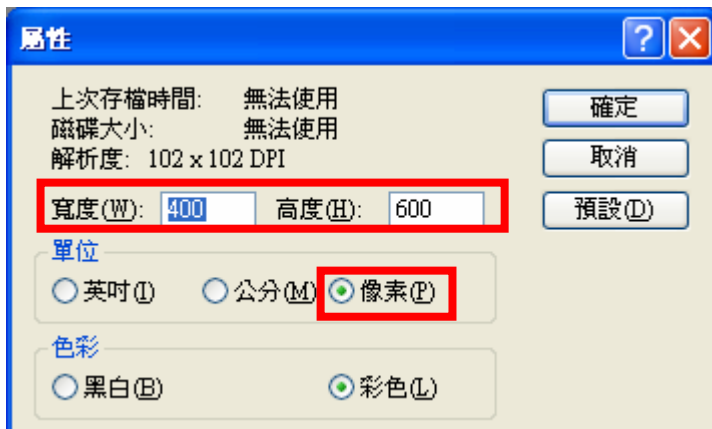 屬性
上次存檔時間: 無法使用
磁碟大小: 無法使用
解析度: 102 x 102 DPI
寬度(W): 400 高度(H): 600
單位
英吋(I) 公分(M) 像素(P)
色彩
黑白(B) 彩色(L)
確定
取消
預設(D)